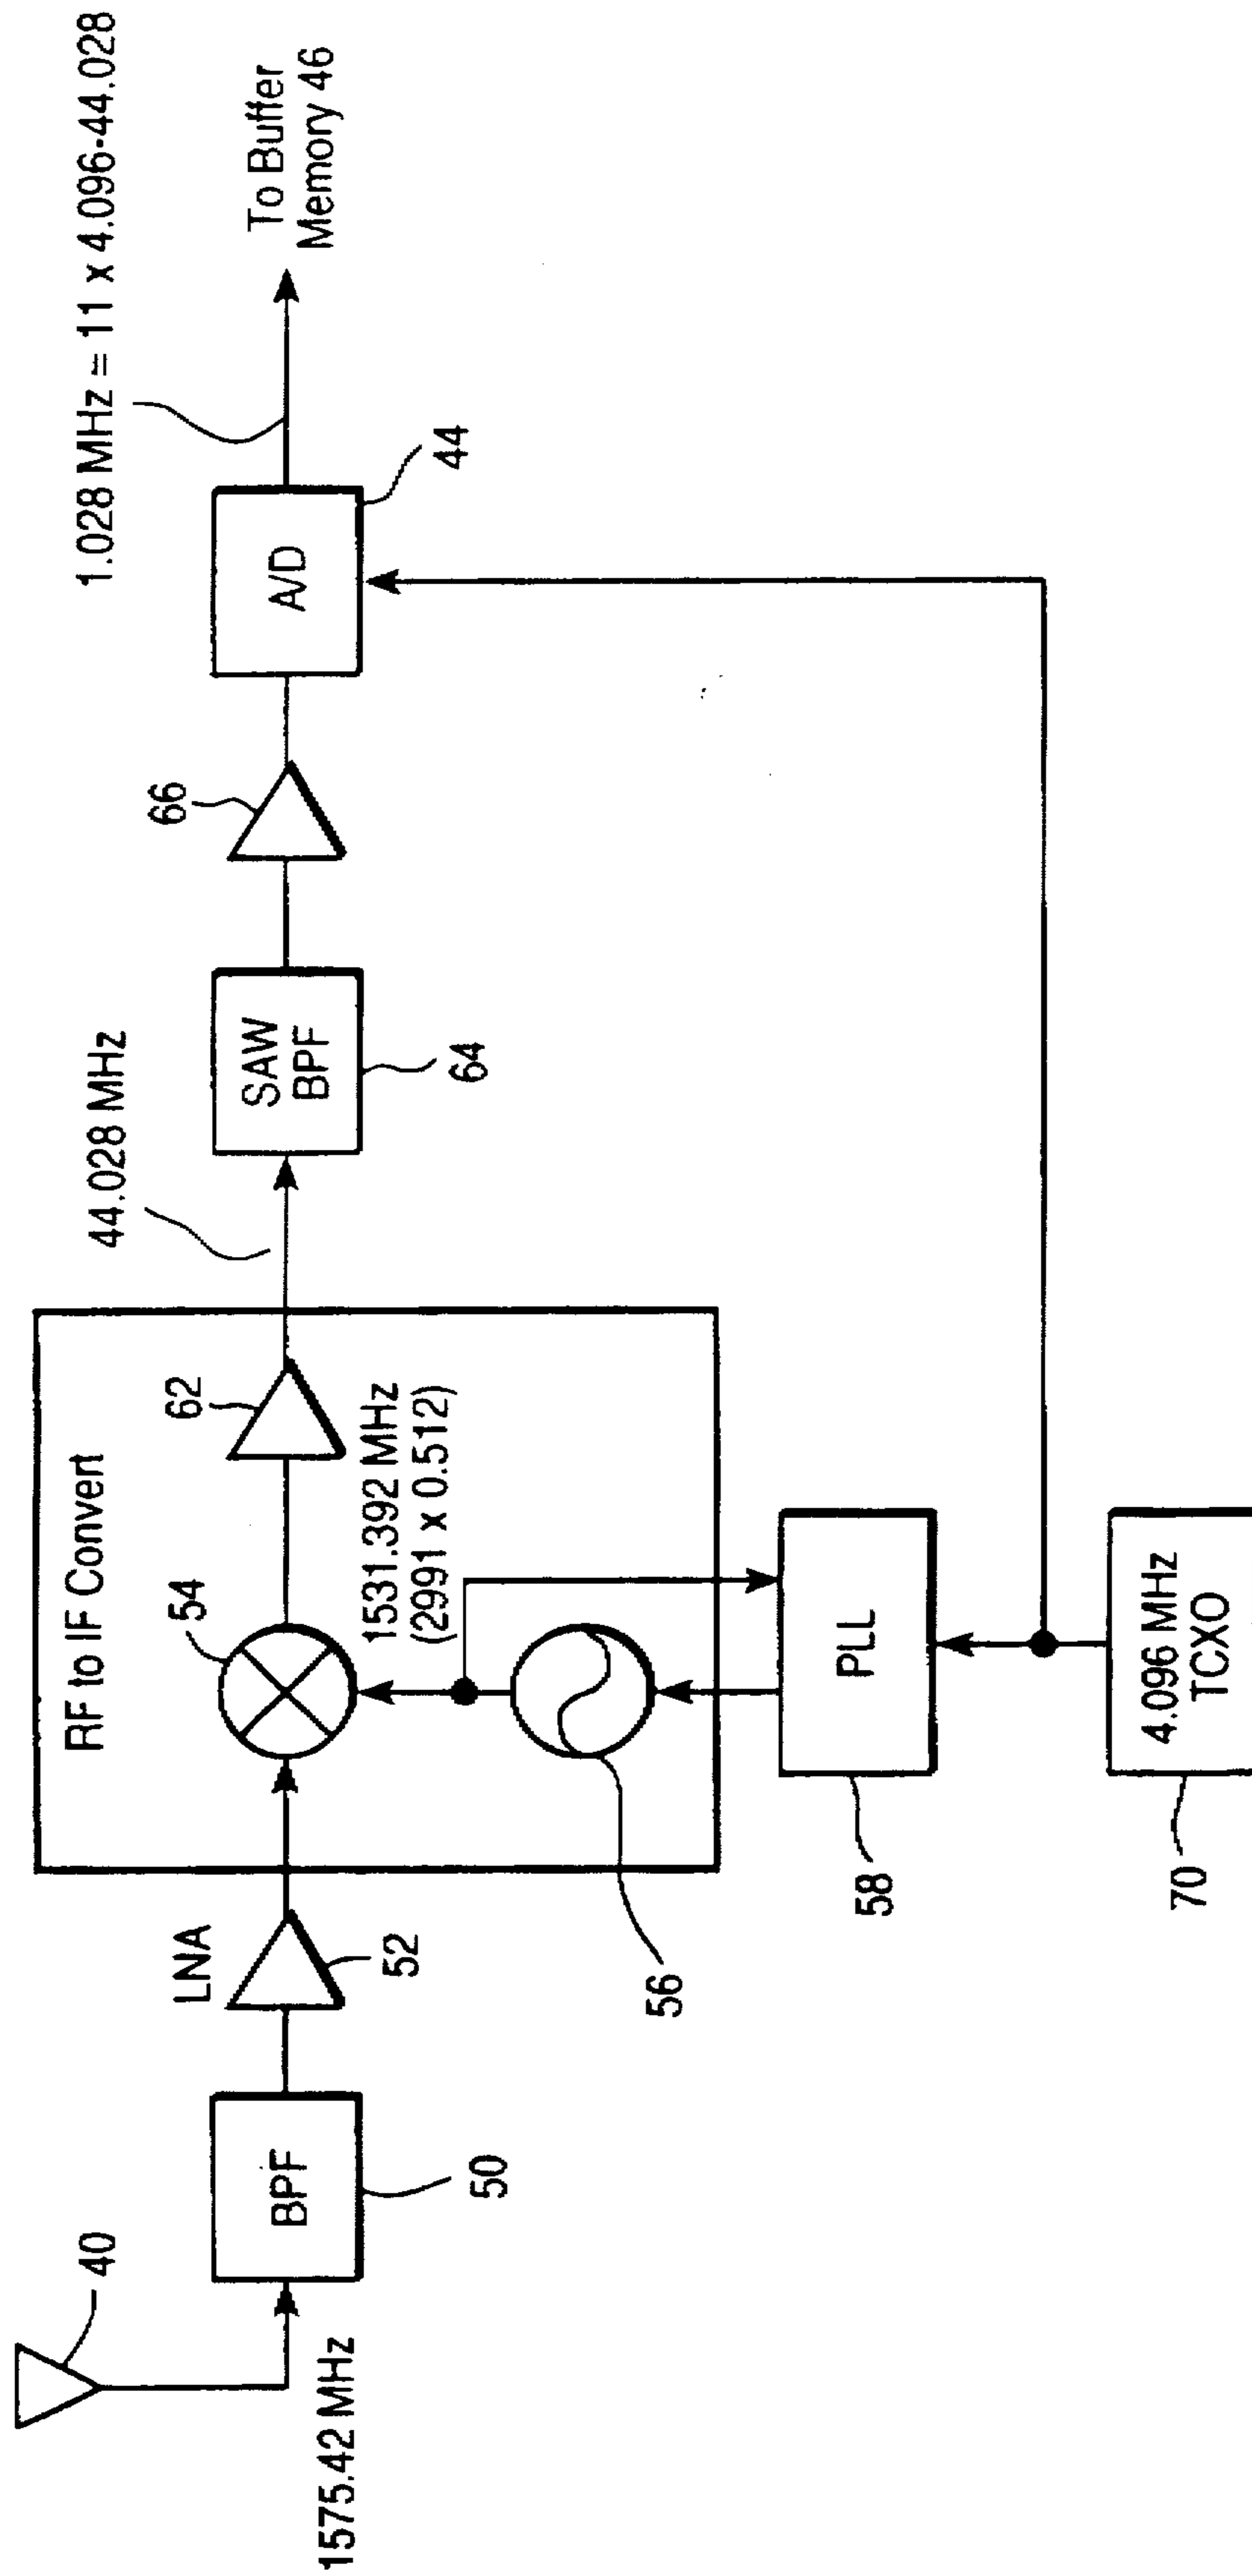 40
1575.42 MHz
BPF
50
LNA
52
RF to IF Convert
54
62
1531.392 MHz
(2991 x 0.512)
56
PLL
58
4.096 MHz
TCXO
70
44.028 MHz
SAW
BPF
64
66
A/D
44
1.028 MHz = 11 x 4.096-44.028
To Buffer
Memory 46